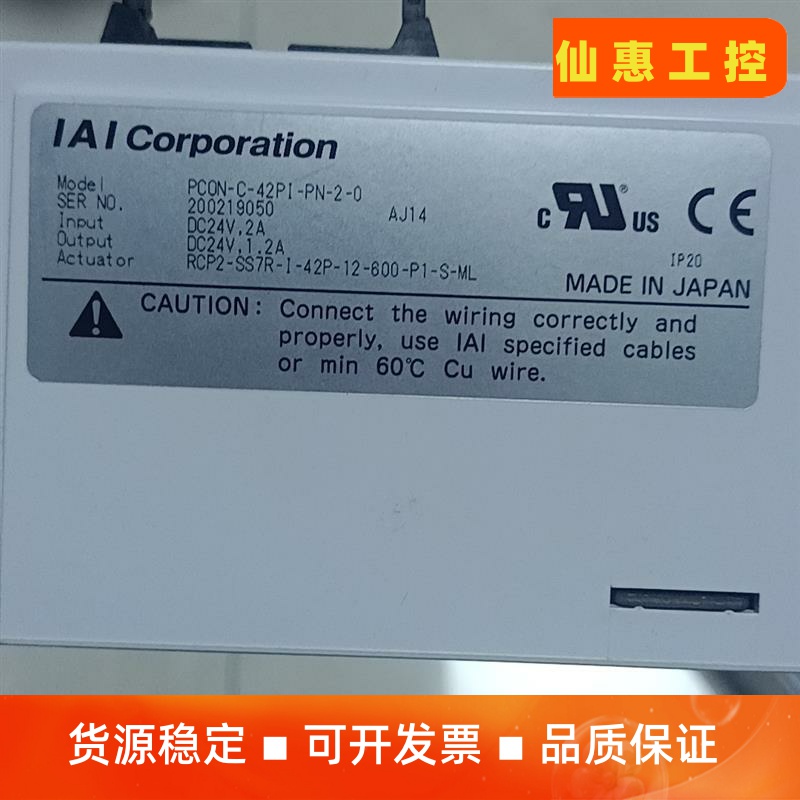 仙惠工控
IAI Corporation
Model PCON-C-42PI-PN-2-0
SER NO. 200219050 AJ14
Input DC24V,2A
Output DC24V,1.2A
Actuator RCP2-SS7R-I-42P-12-600-P1-S-ML
c RU® US CE
IP20
MADE IN JAPAN
CAUTION: Connect the wiring correctly and
properly, use IAI specified cables
or min 60℃ Cu wire.
货源稳定 ■ 可开发票 ■ 品质保证